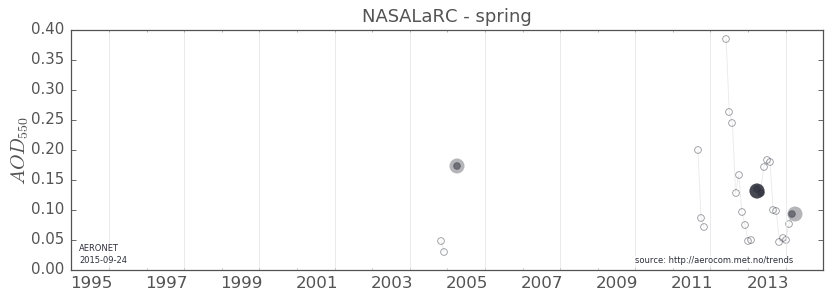 NASALaRC - spring
0.40
0.35
0.30
0.25
0.20
0.15
0.10
0.05
0.00
AOD550
AERONET
2015-09-24
source: http://aerocom.met.no/trends
1995 1997 1999 2001 2003 2005 2007 2009 2011 2013